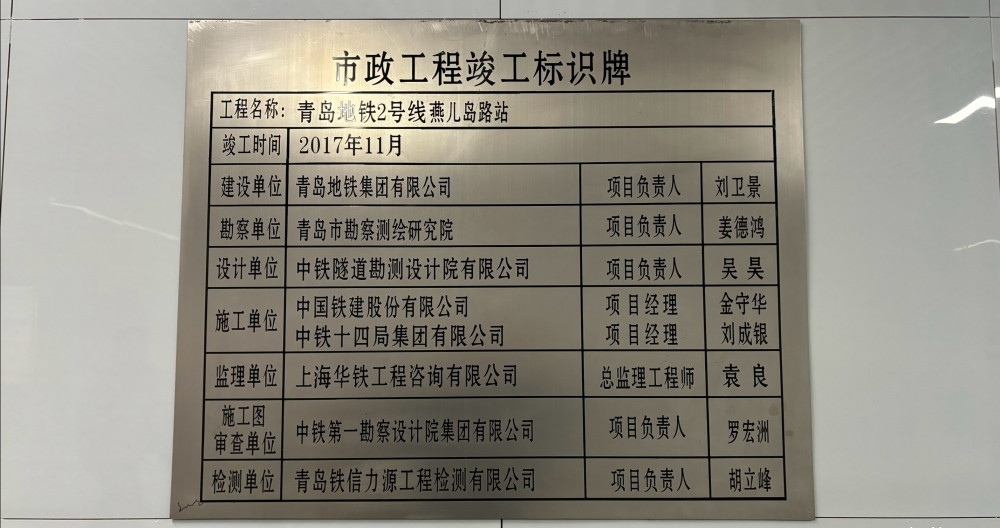 市政工程竣工标识牌
工程名称: 青岛地铁2号线燕儿岛路站
竣工时间 2017年11月
建设单位 青岛地铁集团有限公司 项目负责人 刘卫景
勘察单位 青岛市勘察测绘研究院 项目负责人 姜德鸿
设计单位 中铁隧道勘测设计院有限公司 项目负责人 吴昊
施工单位 中国铁建股份有限公司 项目经理 金守华
中铁十四局集团有限公司 项目经理 刘成银
监理单位 上海华铁工程咨询有限公司 总监理工程师 袁良
施工图
审查单位 中铁第一勘察设计院集团有限公司 项目负责人 罗宏洲
检测单位 青岛铁信力源工程检测有限公司 项目负责人 胡立峰